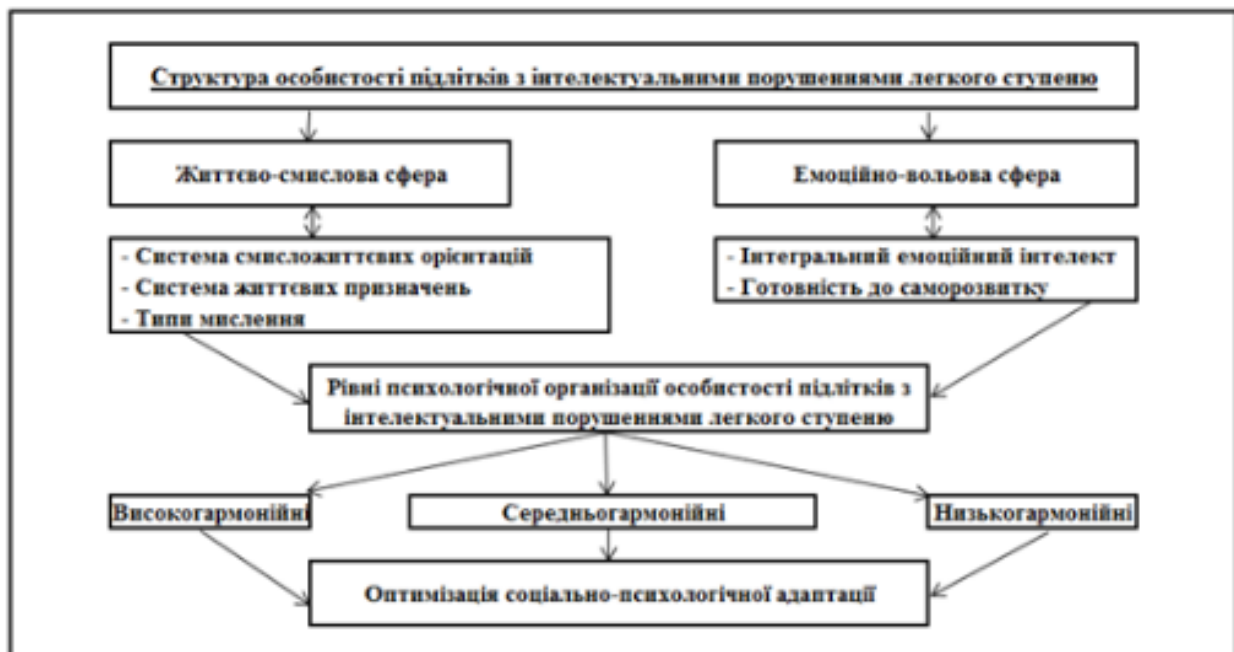 Структура особистості підлітків з інтелектуальними порушеннями легкого ступеню
Життєво-смислова сфера
Емоційно-вольова сфера
- Система смисложиттєвих орієнтацій
- Система життєвих призначень
- Типи мислення
- Інтегральний емоційний інтелект
- Готовність до саморозвитку
Рівні психологічної організації особистості підлітків з
інтелектуальними порушеннями легкого ступеню
Високогармонійні
Середньогармонійні
Низькогармонійні
Оптимізація соціально-психологічної адаптації